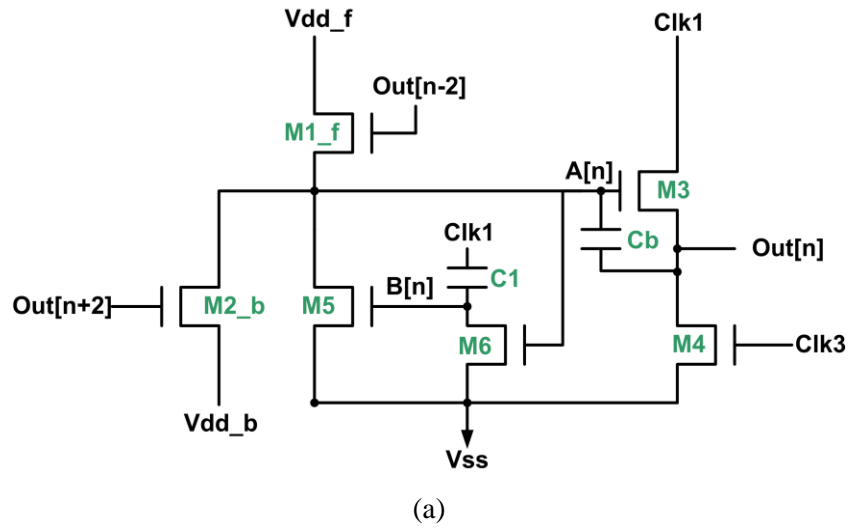 Vdd_f
Clk1
Out[n-2]
M1_f
A[n]
M3
Clk1
Cb
Out[n]
C1
B[n]
Out[n+2]
M2_b
M5
M6
M4
Clk3
Vdd_b
Vss
(a)